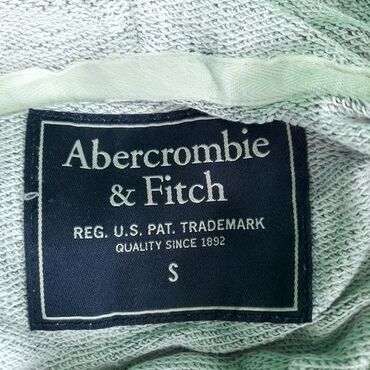 Abercrombie
& Fitch
REG. U.S. PAT. TRADEMARK
QUALITY SINCE 1892
S